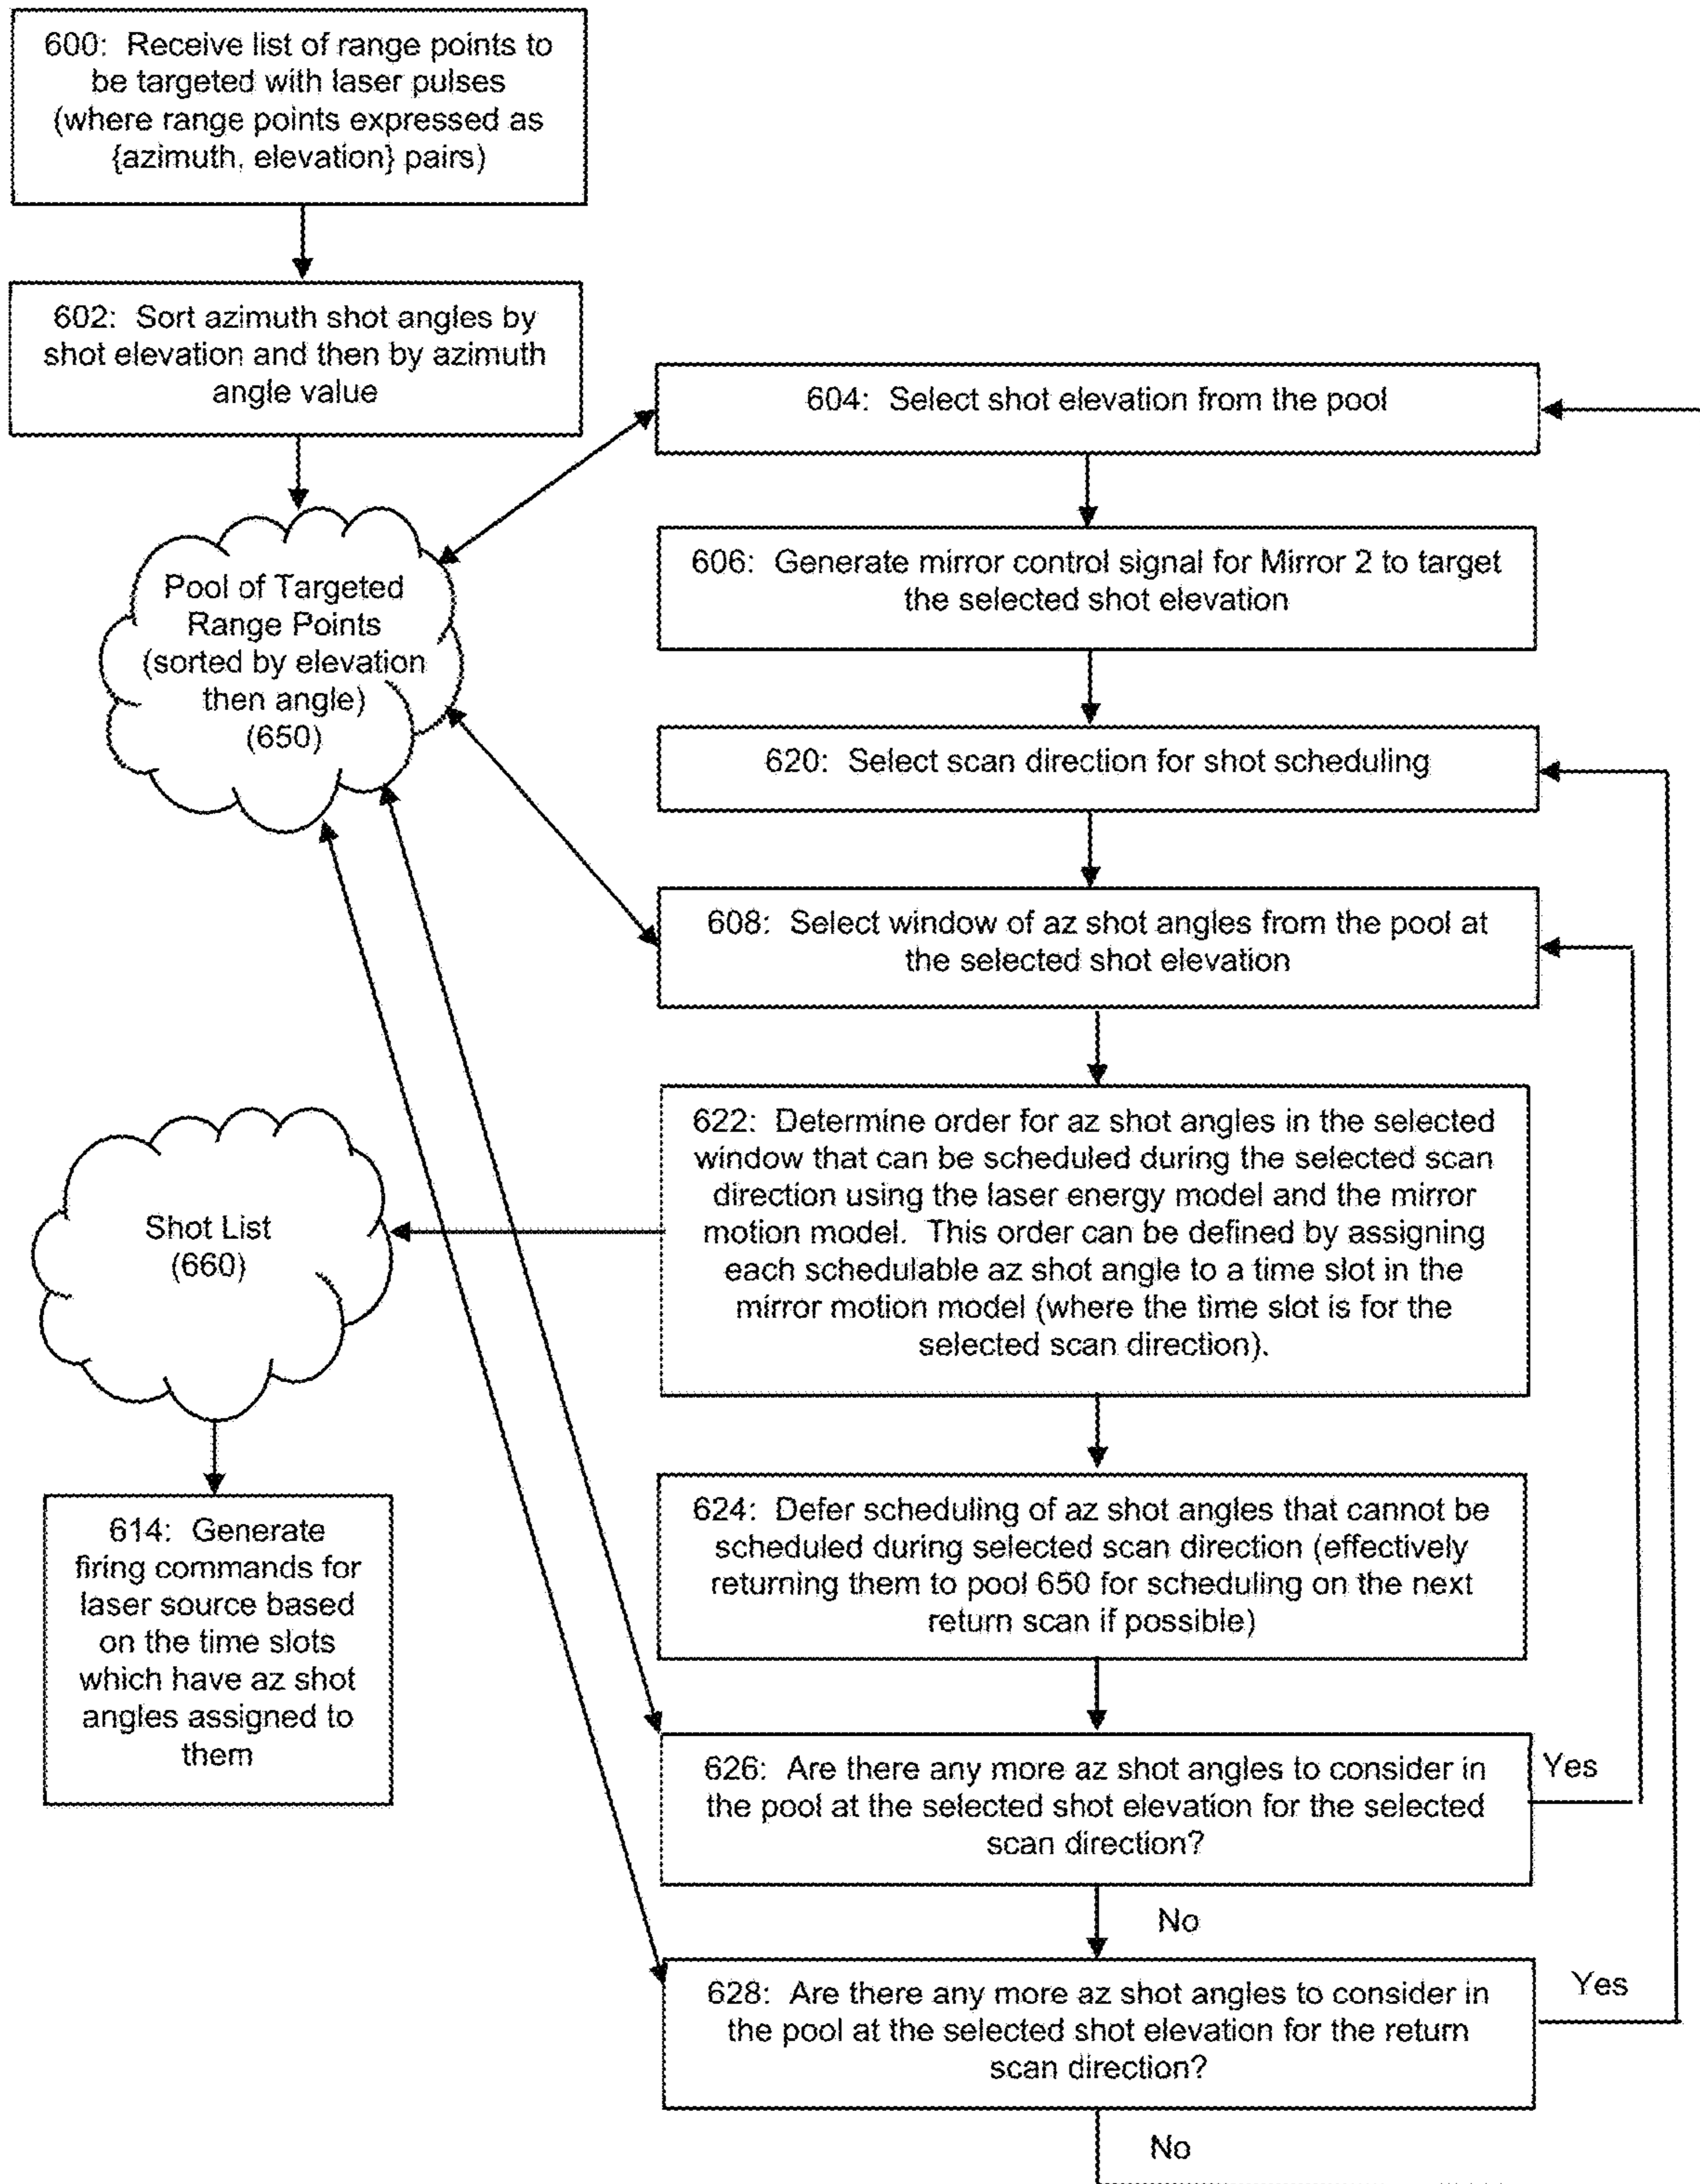 600: Receive list of range points to
be targeted with laser pulses
(where range points expressed as
{azimuth, elevation} pairs)
602: Sort azimuth shot angles by
shot elevation and then by azimuth
angle value
604: Select shot elevation from the pool
606: Generate mirror control signal for Mirror 2 to target
the selected shot elevation
Pool of Targeted
Range Points
(sorted by elevation
then angle)
(650)
620: Select scan direction for shot scheduling
608: Select window of az shot angles from the pool at
the selected shot elevation
622: Determine order for az shot angles in the selected
window that can be scheduled during the selected scan
direction using the laser energy model and the mirror
motion model. This order can be defined by assigning
each schedulable az shot angle to a time slot in the
mirror motion model (where the time slot is for the
selected scan direction).
Shot List
(660)
614: Generate
firing commands for
laser source based
on the time slots
which have az shot
angles assigned to
them
624: Defer scheduling of az shot angles that cannot be
scheduled during selected scan direction (effectively
returning them to pool 650 for scheduling on the next
return scan if possible)
626: Are there any more az shot angles to consider in
the pool at the selected shot elevation for the selected
scan direction?
Yes
No
628: Are there any more az shot angles to consider in
the pool at the selected shot elevation for the return
scan direction?
Yes
No